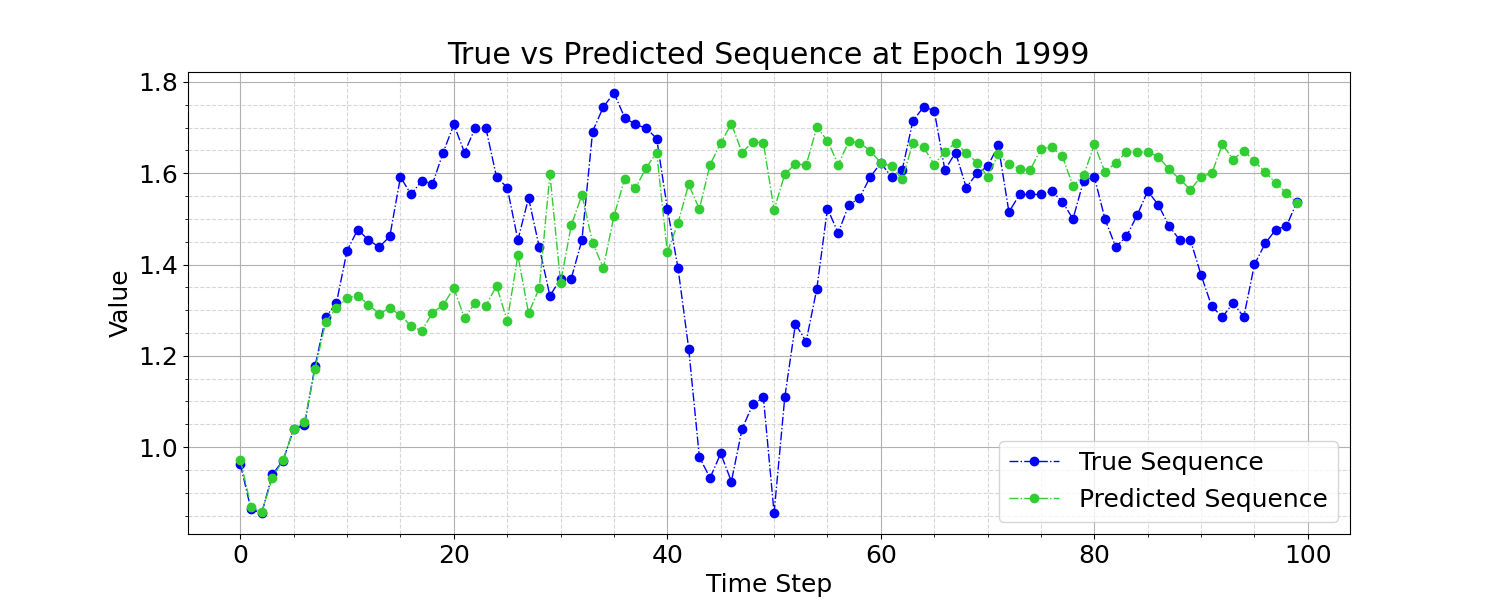 True vs Predicted Sequence at Epoch 1999
1.8
1.6
1.4
1.2
1.0
Value
0 20 40 60 80 100
Time Step
True Sequence
Predicted Sequence